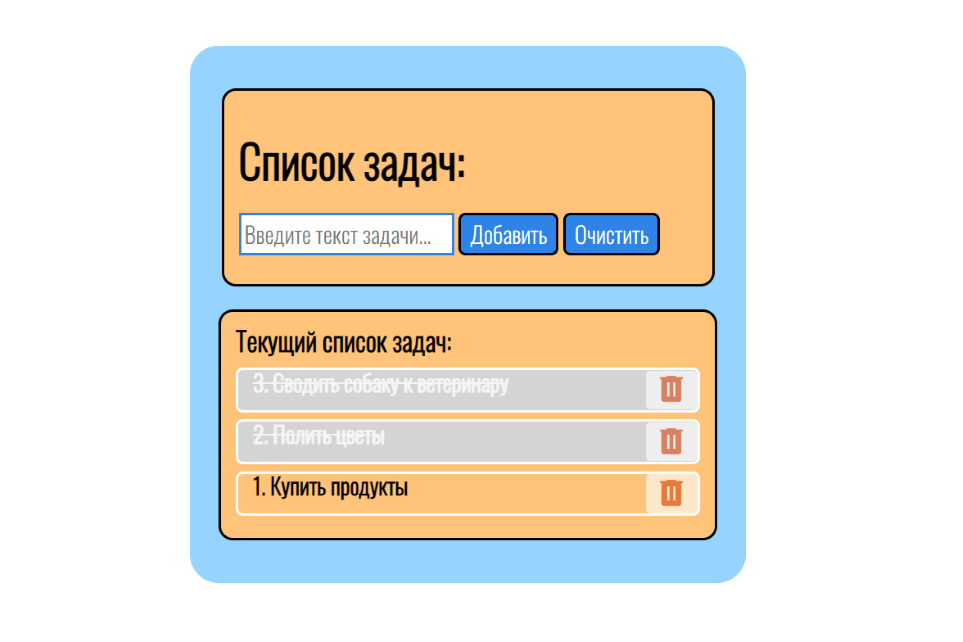 Список задач:
Введите текст задачи... Добавить Очистить
Текущий список задач:
3. Сводить собаку к ветеринару
2. Полить цветы
1. Купить продукты